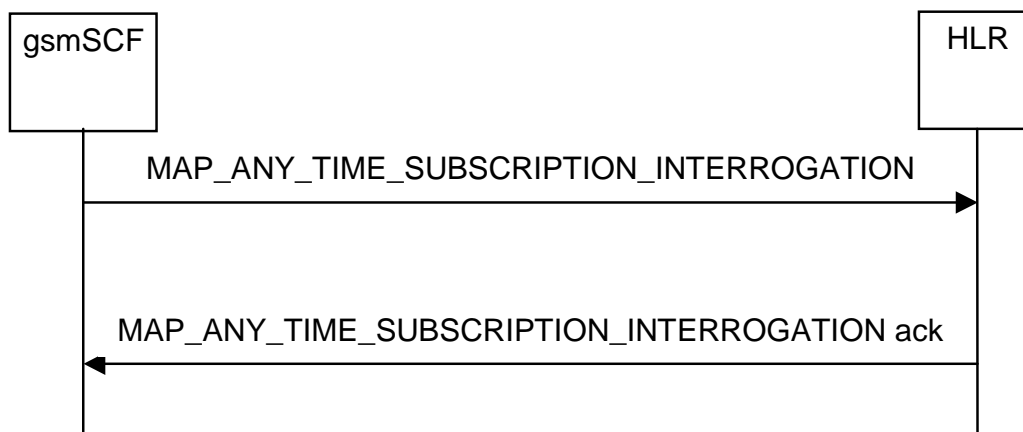 gsmSCF
HLR
MAP_ANY_TIME_SUBSCRIPTION_INTERROGATION
MAP_ANY_TIME_SUBSCRIPTION_INTERROGATION ack